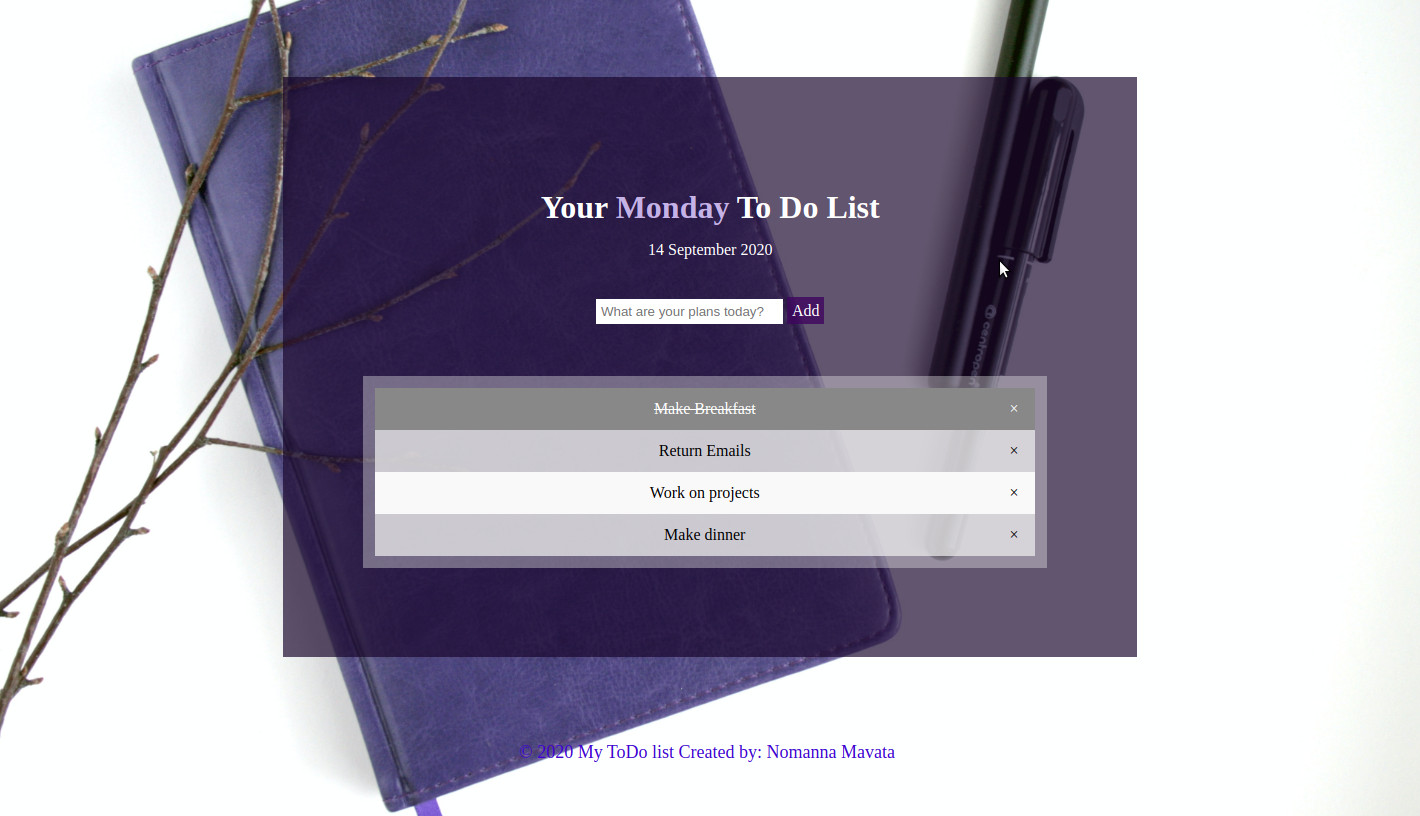 Your Monday To Do List
14 September 2020
What are your plans today? Add
Make Breakfast ×
Return Emails ×
Work on projects ×
Make dinner ×
© 2020 My ToDo list Created by: Nomanna Mavata